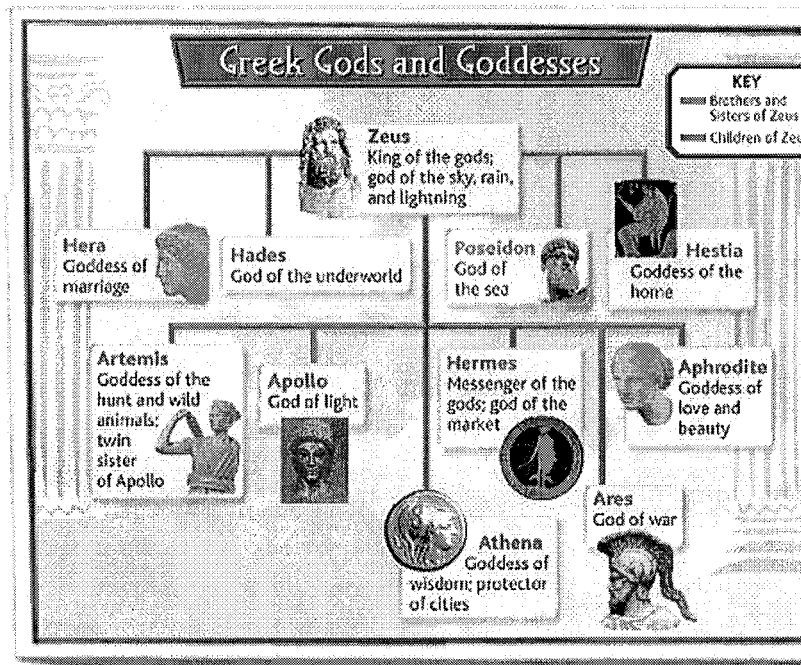 Greek Gods and Goddesses
KEY
Brothers and
Sisters of Zeus
Children of Zeu
Zeus
King of the gods;
god of the sky, rain,
and lightning
Hera
Goddess of
marriage
Hades
God of the underworld
Poseidon
God of
the sea
Hestia
Goddess of the
home
Artemis
Goddess of the
hunt and wild
animals;
twin
sister
of Apollo
Apollo
God of light
Hermes
Messenger of the
gods; god of the
market
Aphrodite
Goddess of
love and
beauty
Athena
Goddess of
wisdom; protector
of cities
Ares
God of war